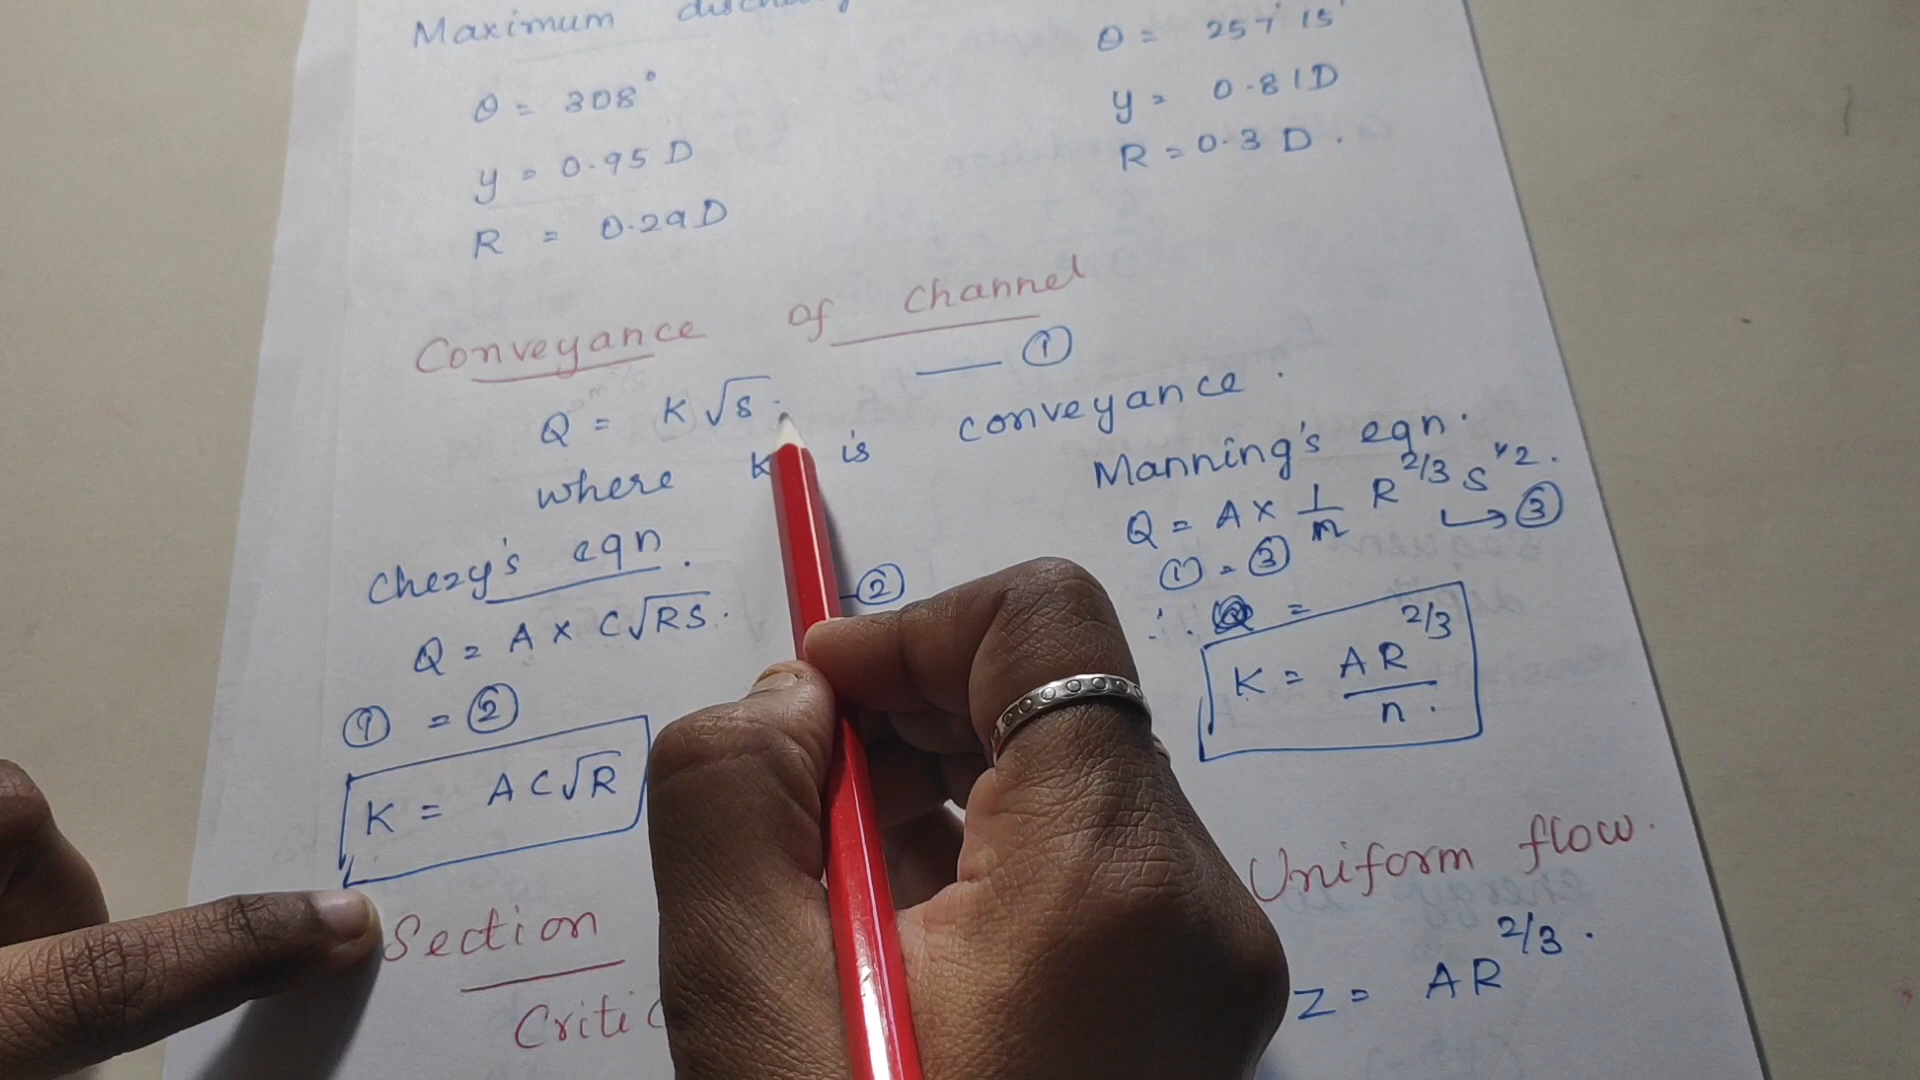 Maximum
θ = 308°
y = 0.95 D
R = 0.29D
θ = 257° 15'
y = 0.81D
R = 0.3 D.
Conveyance of channel
Q = K√S. — ①
where K is conveyance.
Chezy's eqn.
Q = A × C√RS. — ②
① = ②
K = AC√R
Manning's eqn.
Q = A × 1/n R^2/3 S^1/2.
↳ ③
① = ③
∴ =
K = AR^2/3 / n.
Section
Uniform flow.
Z = AR^2/3.